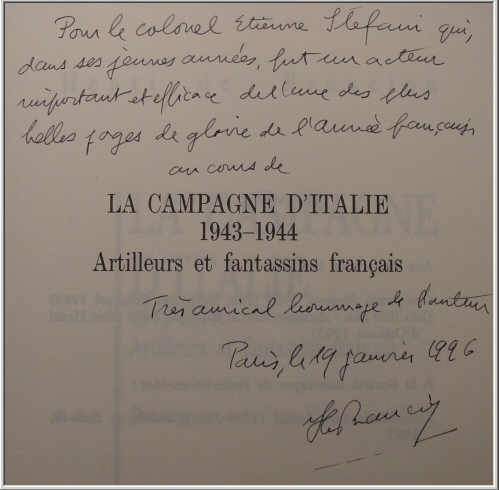 Pour le colonel Etienne Stefani qui,
dans ses jeunes années, fut un acteur
important et efficace de l'une des plus
belles pages de gloire de l'armée française
au cours de
LA CAMPAGNE D'ITALIE
1943–1944
Artilleurs et fantassins français
Très amical hommage de l'auteur
Paris, le 19 janvier 1996